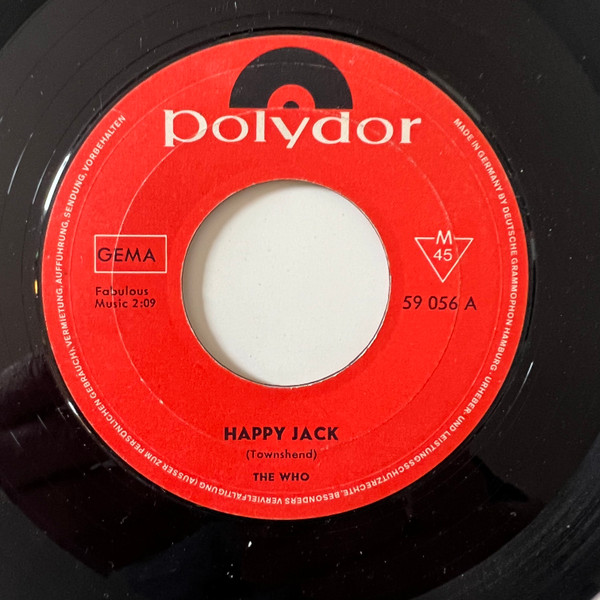 polydor
GEMA
Fabulous
Music 2:09
M
45
59 056 A
HAPPY JACK
(Townshend)
THE WHO
MADE IN GERMANY BY DEUTSCHE GRAMMOPHON HAMBURG · URHEBER- UND LEISTUNGSSCHUTZRECHTE, BESONDERS VERVIELFÄLTIGUNG (AUSSER ZUM PERSÖNLICHEN GEBRAUCH), VERMIETUNG, AUFFÜHRUNG, SENDUNG, VORBEHALTEN